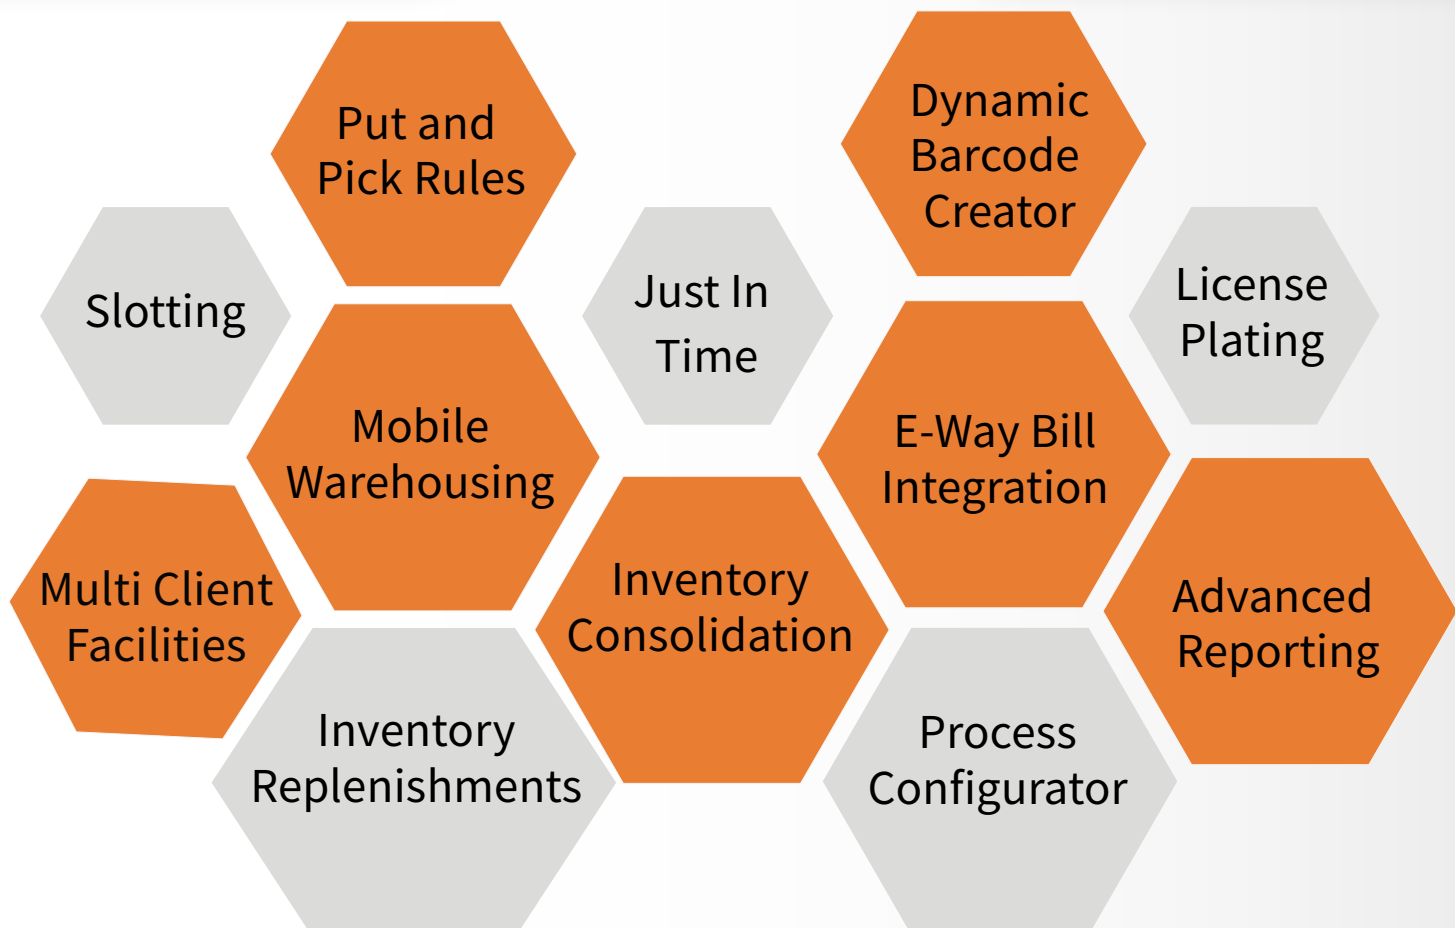 Put and
Pick Rules
Dynamic
Barcode
Creator
Slotting
Just In
Time
License
Plating
Mobile
Warehousing
E-Way Bill
Integration
Multi Client
Facilities
Inventory
Consolidation
Advanced
Reporting
Inventory
Replenishments
Process
Configurator